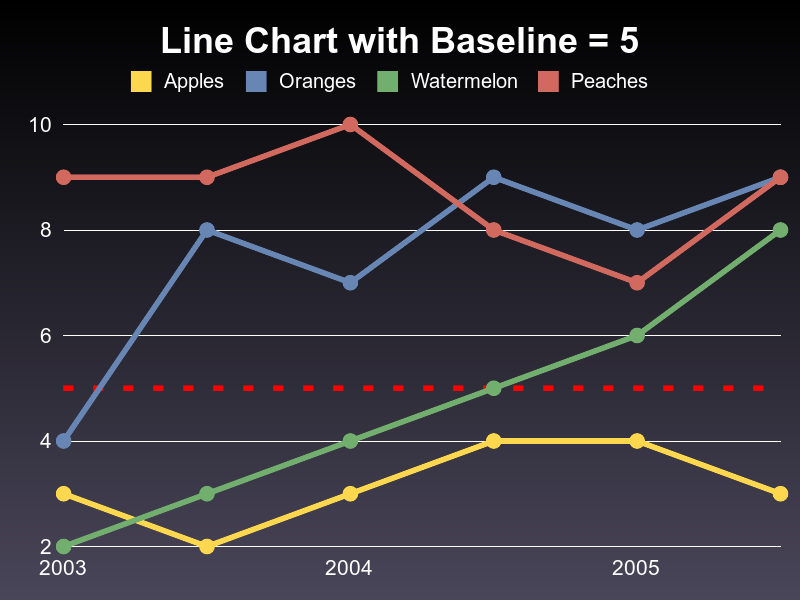 Line Chart with Baseline = 5
Apples Oranges Watermelon Peaches
10
8
6
4
2
2003 2004 2005